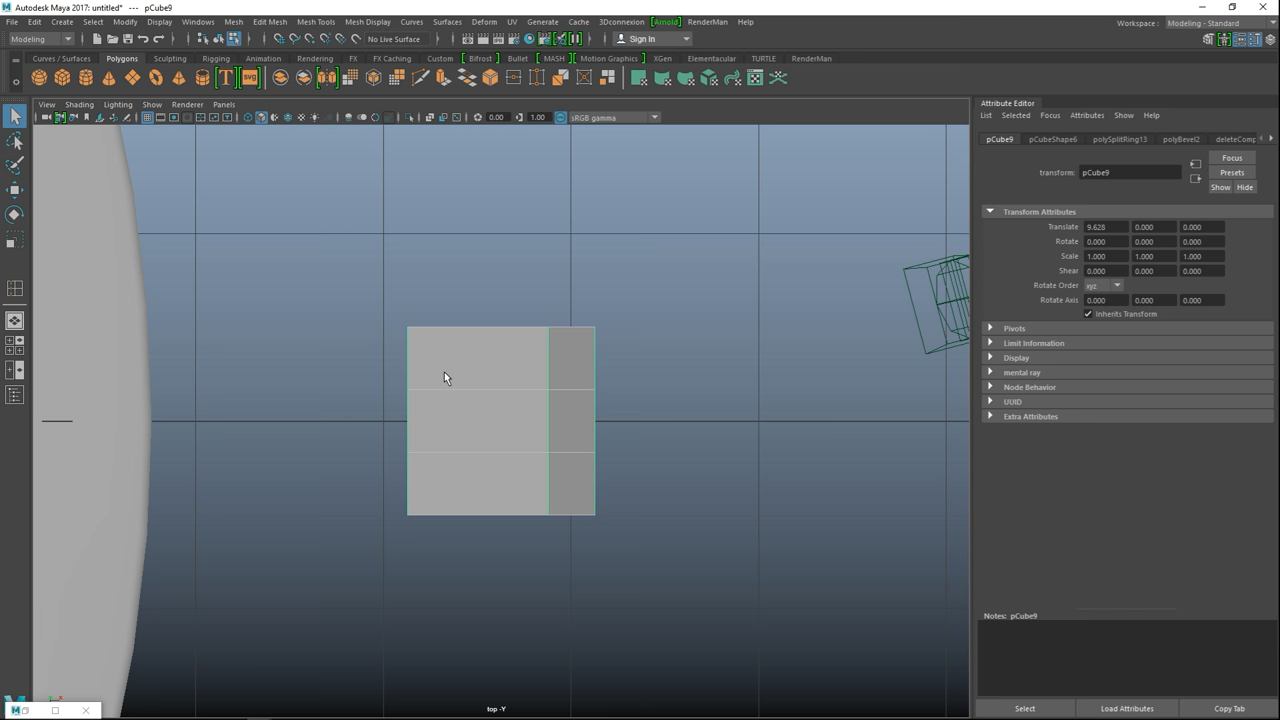 Autodesk Maya 2017: untitled*   ---   pCube9
File Edit Create Select Modify Display Windows Mesh Edit Mesh Mesh Tools Mesh Display Curves Surfaces Deform UV Generate Cache 3Dconnexion [Arnold] RenderMan Help
Workspace : Modeling - Standard
Modeling No Live Surface Sign In
Curves / Surfaces Polygons Sculpting Rigging Animation Rendering FX FX Caching Custom [ Bifrost ] Bullet [ MASH ] [ Motion Graphics ] XGen Elementacular TURTLE RenderMan
T svg
View Shading Lighting Show Renderer Panels
0.00 1.00 sRGB gamma
top -Y
Attribute Editor
List Selected Focus Attributes Show Help
pCube9 pCubeShape6 polySplitRing13 polyBevel2 deleteComp
Focus
transform: pCube9 Presets
Show Hide
Transform Attributes
Translate 9.628 0.000 0.000
Rotate 0.000 0.000 0.000
Scale 1.000 1.000 1.000
Shear 0.000 0.000 0.000
Rotate Order xyz
Rotate Axis 0.000 0.000 0.000
Inherits Transform
Pivots
Limit Information
Display
mental ray
Node Behavior
UUID
Extra Attributes
Notes: pCube9
Select Load Attributes Copy Tab